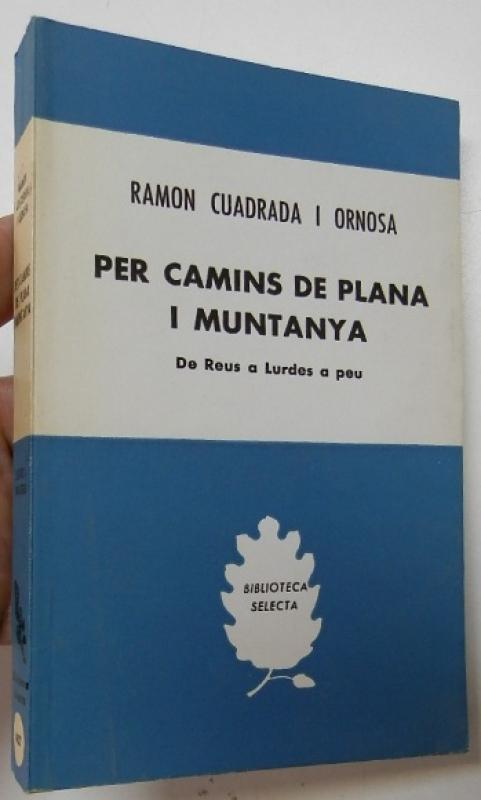 RAMON CUADRADA I ORNOSA
PER CAMINS DE PLANA
I MUNTANYA
De Reus a Lurdes a peu
BIBLIOTECA
SELECTA